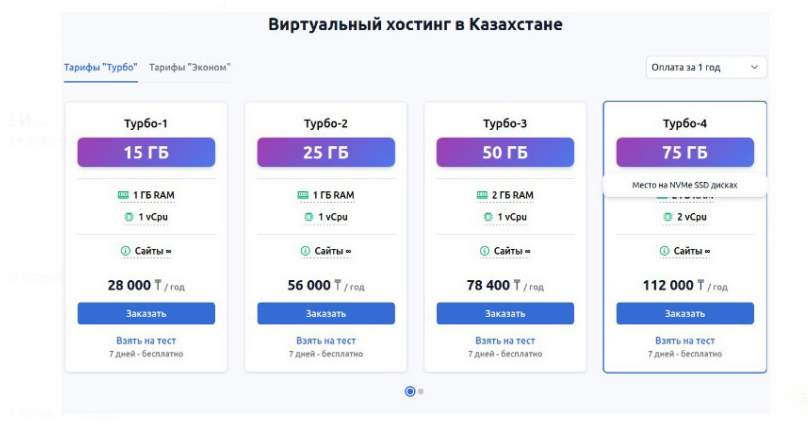 Виртуальный хостинг в Казахстане
Тарифы "Турбо" Тарифы "Эконом"
Оплата за 1 год
Турбо-1
15 ГБ
1 ГБ RAM
1 vCpu
Сайты ∞
28 000 ₸ / год
Заказать
Взять на тест
7 дней - бесплатно
Турбо-2
25 ГБ
1 ГБ RAM
1 vCpu
Сайты ∞
56 000 ₸ / год
Заказать
Взять на тест
7 дней - бесплатно
Турбо-3
50 ГБ
2 ГБ RAM
1 vCpu
Сайты ∞
78 400 ₸ / год
Заказать
Взять на тест
7 дней - бесплатно
Турбо-4
75 ГБ
Место на NVMe SSD дисках
2 vCpu
Сайты ∞
112 000 ₸ / год
Заказать
Взять на тест
7 дней - бесплатно